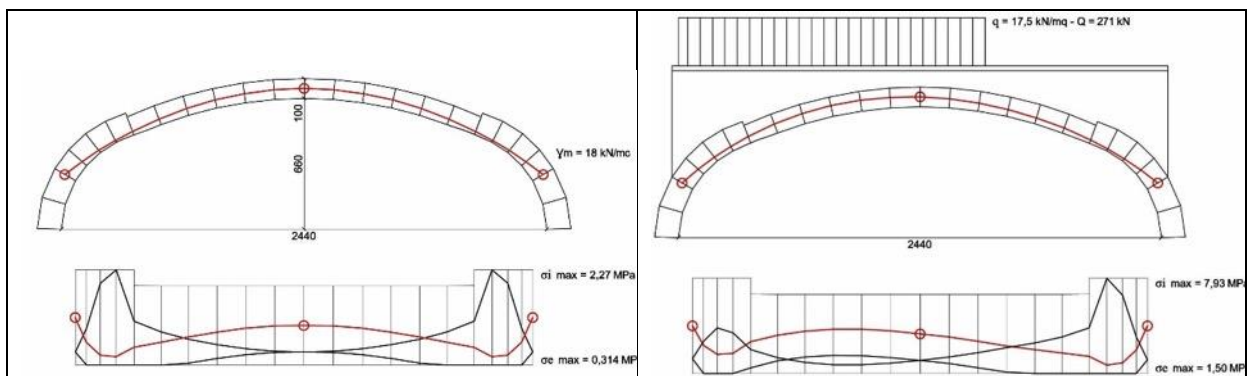 100
660
γm = 18 kN/mc
2440
σi max = 2,27 MPa
σe max = 0,314 MP
q = 17,5 kN/mq - Q = 271 kN
2440
σi max = 7,93 MPa
σe max = 1,50 MP